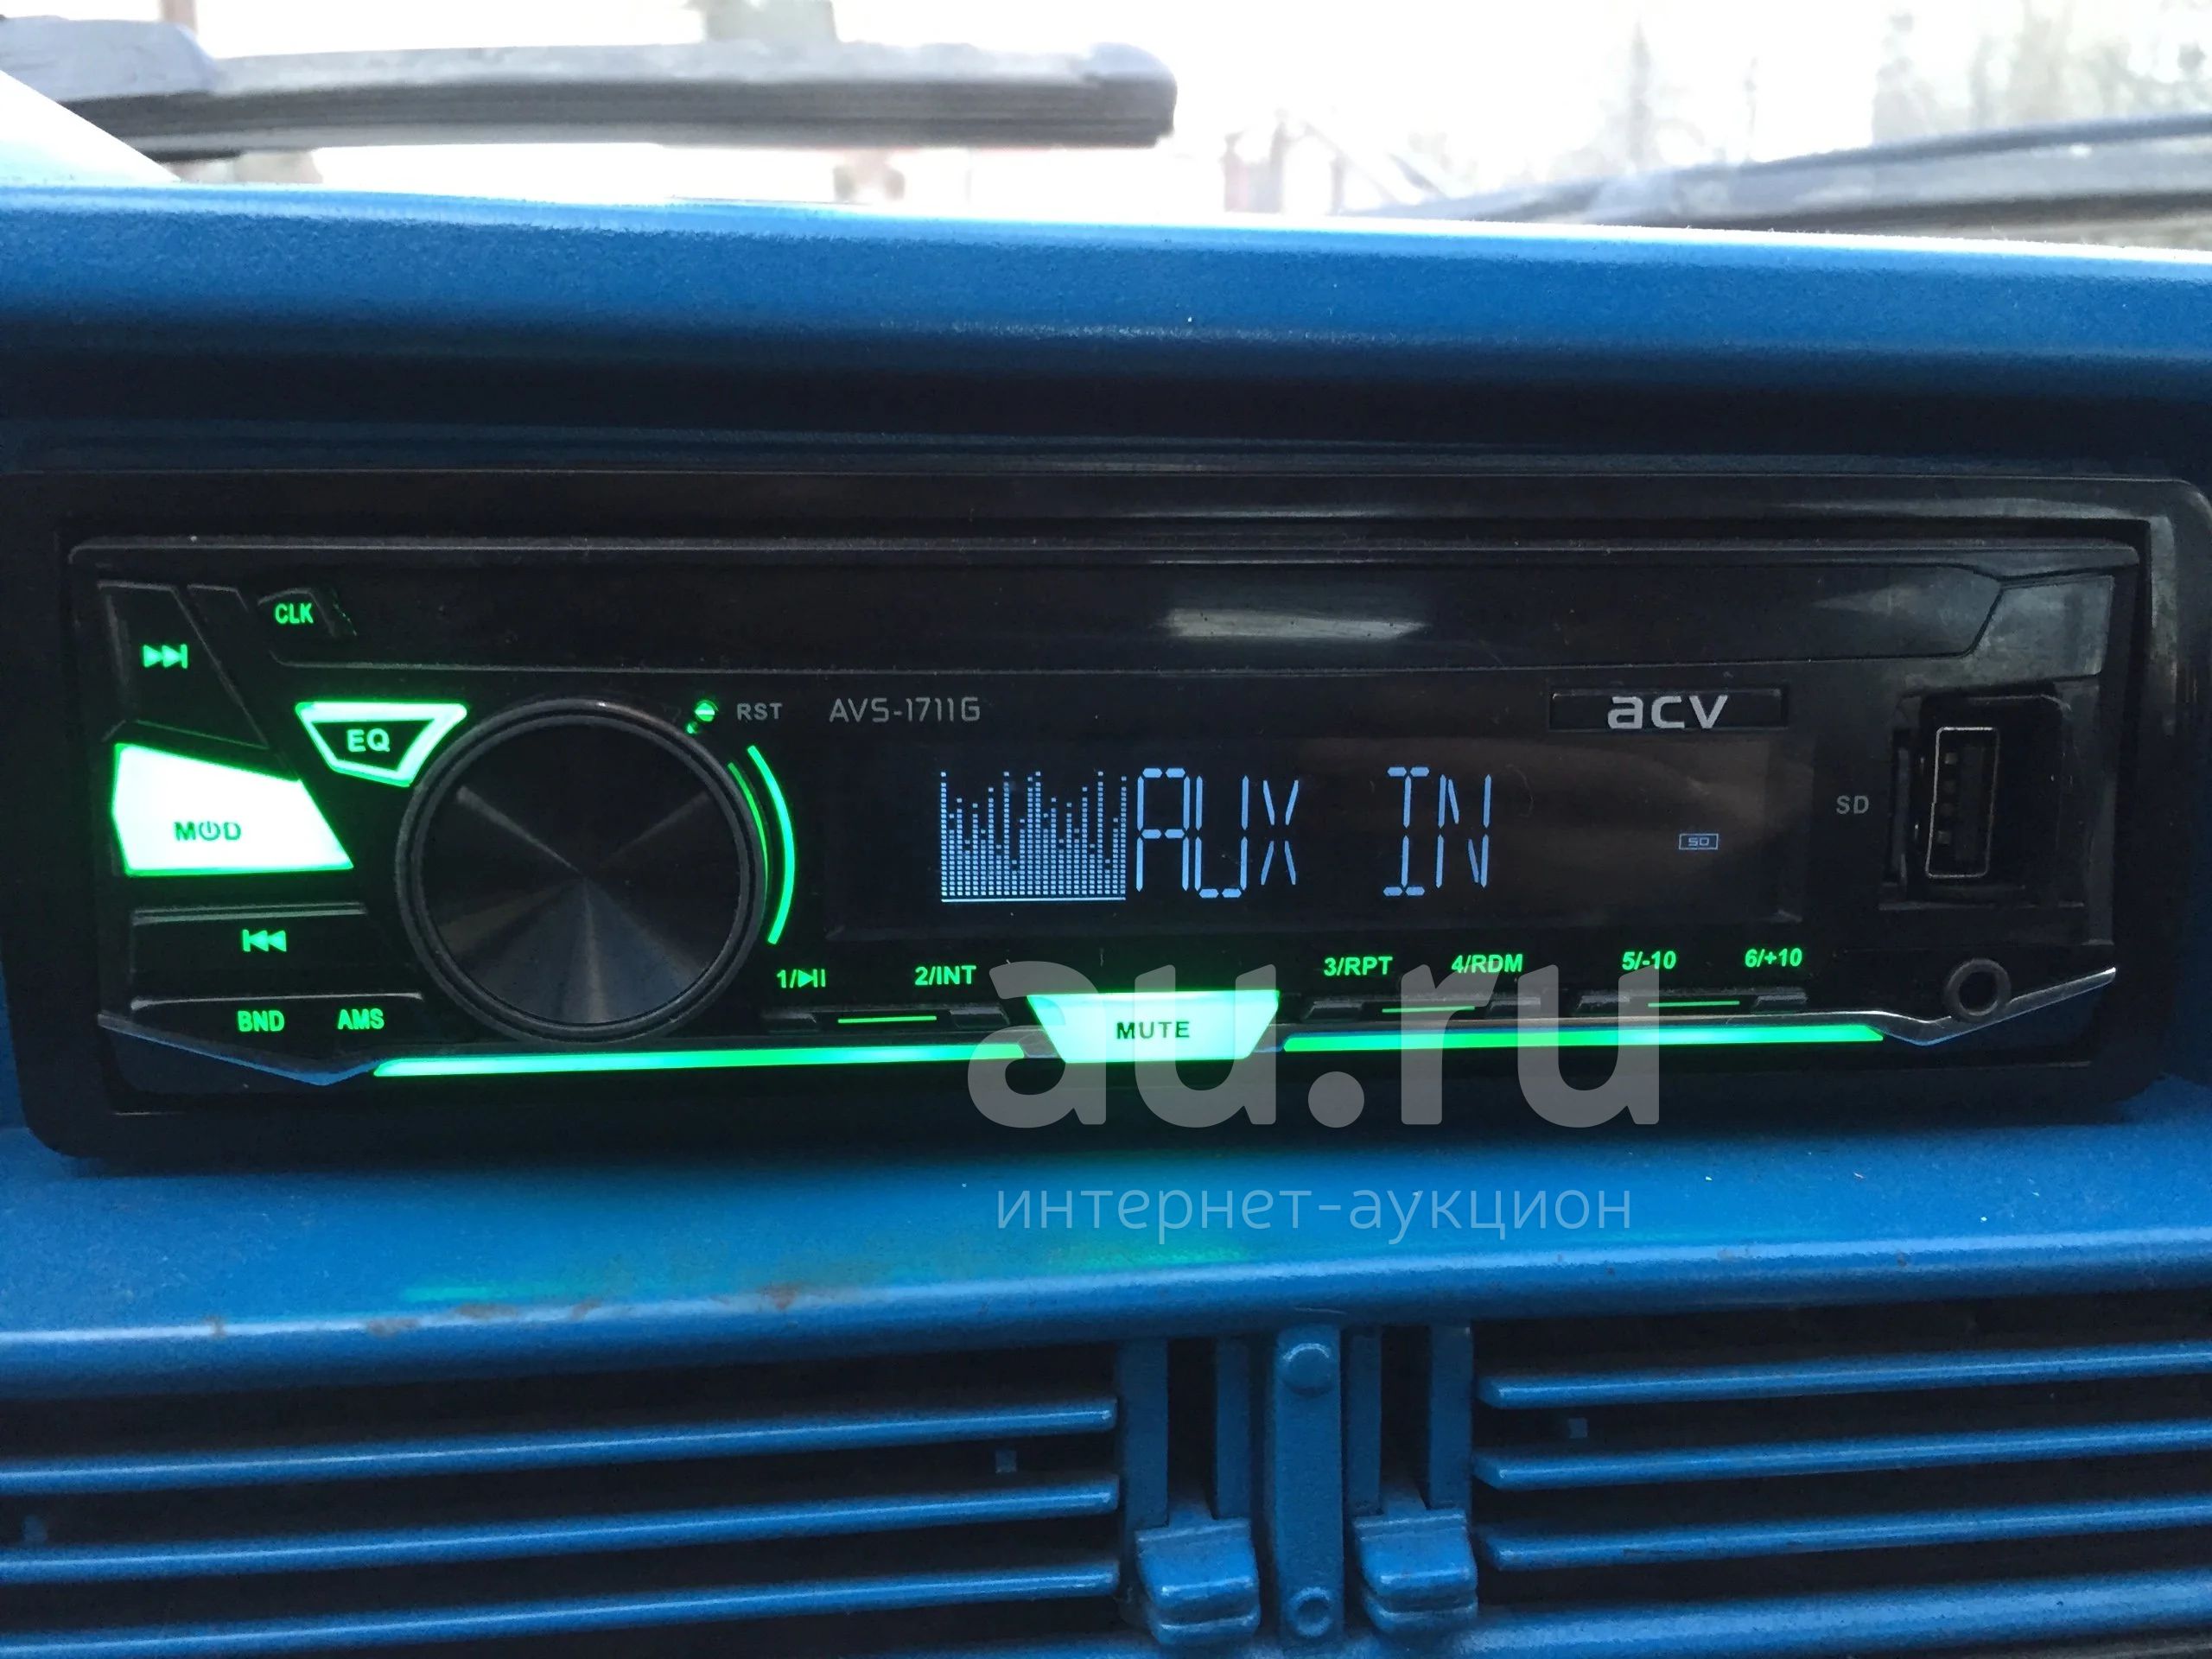 CLK
EQ
RST AVS-1711G acv
MOD
AUX IN
SD
SD
1/ 2/INT 3/RPT 4/RDM 5/-10 6/+10
BND AMS
MUTE
au.ru
интернет-аукцион